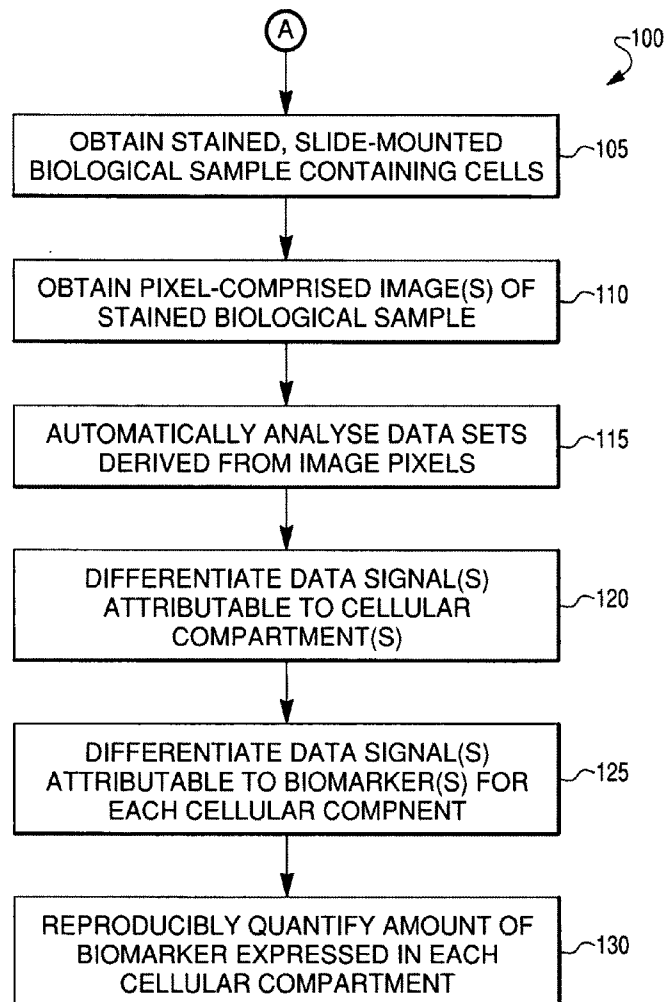 A
100
OBTAIN STAINED, SLIDE-MOUNTED
BIOLOGICAL SAMPLE CONTAINING CELLS
105
OBTAIN PIXEL-COMPRISED IMAGE(S) OF
STAINED BIOLOGICAL SAMPLE
110
AUTOMATICALLY ANALYSE DATA SETS
DERIVED FROM IMAGE PIXELS
115
DIFFERENTIATE DATA SIGNAL(S)
ATTRIBUTABLE TO CELLULAR
COMPARTMENT(S)
120
DIFFERENTIATE DATA SIGNAL(S)
ATTRIBUTABLE TO BIOMARKER(S) FOR
EACH CELLULAR COMPNENT
125
REPRODUCIBLY QUANTIFY AMOUNT OF
BIOMARKER EXPRESSED IN EACH
CELLULAR COMPARTMENT
130